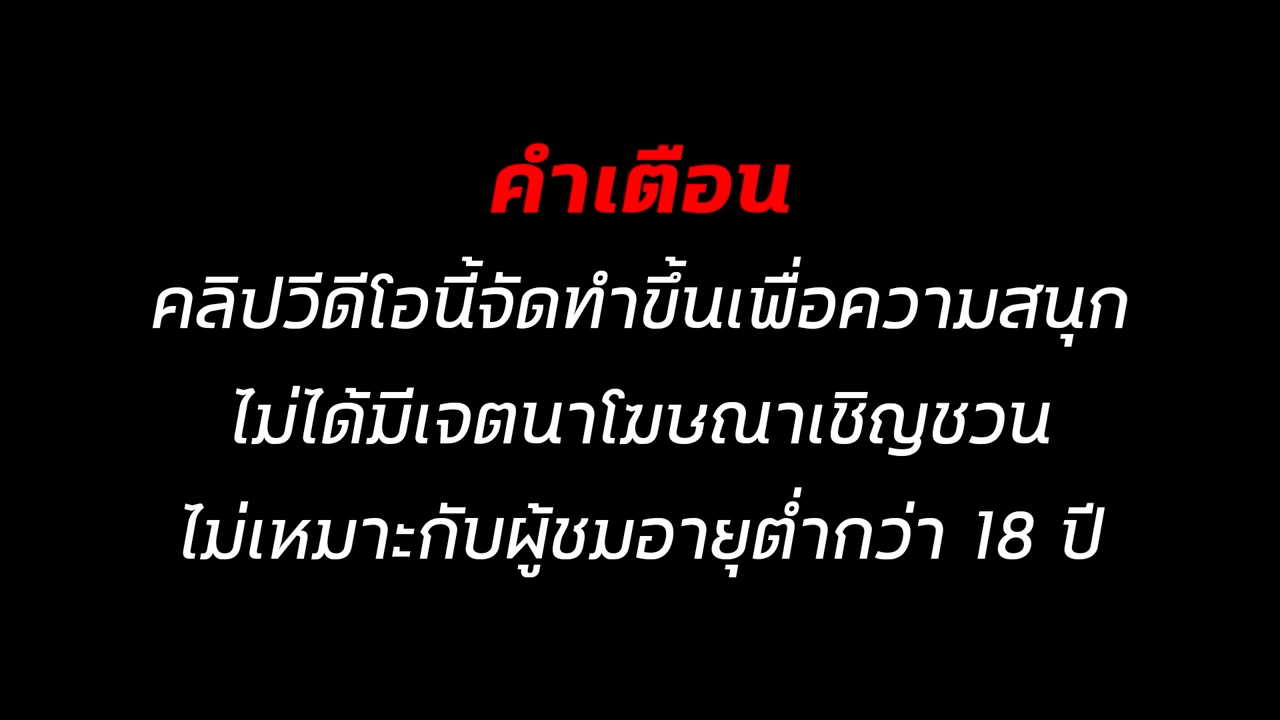 คำเตือน
คลิปวีดีโอนี้จัดทำขึ้นเพื่อความสนุก
ไม่ได้มีเจตนาโฆษณาเชิญชวน
ไม่เหมาะกับผู้ชมอายุต่ำกว่า 18 ปี